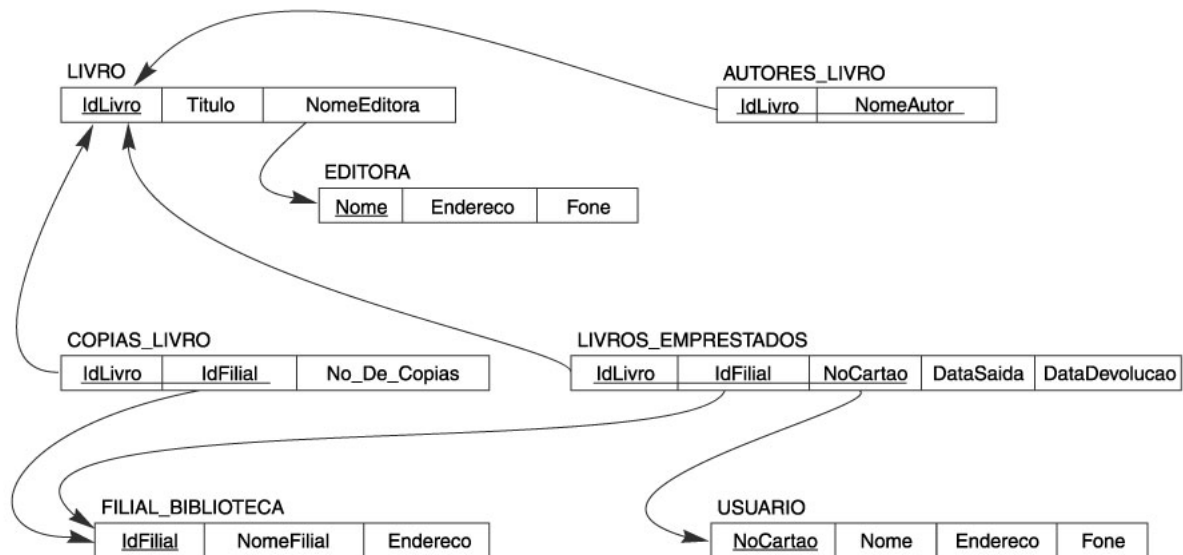 LIVRO
IdLivro Titulo NomeEditora
AUTORES_LIVRO
IdLivro NomeAutor
EDITORA
Nome Endereco Fone
COPIAS_LIVRO
IdLivro IdFilial No_De_Copias
LIVROS_EMPRESTADOS
IdLivro IdFilial NoCartao DataSaida DataDevolucao
FILIAL_BIBLIOTECA
IdFilial NomeFilial Endereco
USUARIO
NoCartao Nome Endereco Fone